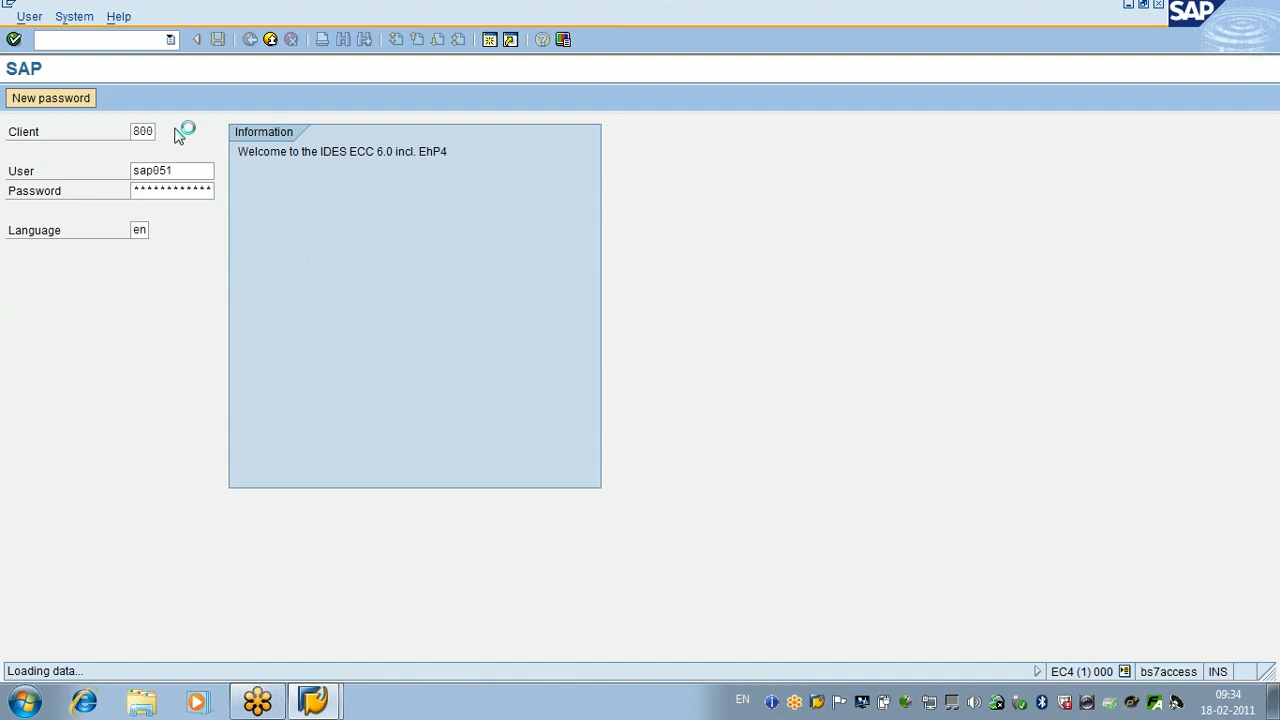 User System Help
SAP
SAP
New password
Client 800
Information
Welcome to the IDES ECC 6.0 incl. EhP4
User sap051
Password ************
Language en
Loading data...
EC4 (1) 000 bs7access INS
EN
09:34
18-02-2011